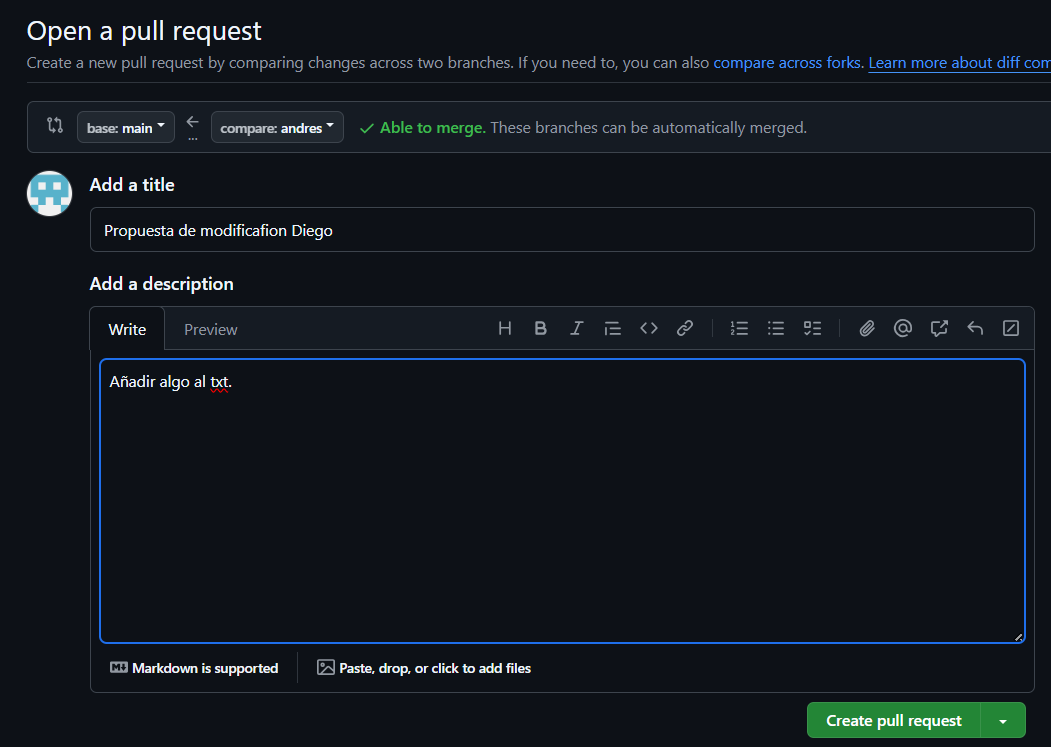 Open a pull request
Create a new pull request by comparing changes across two branches. If you need to, you can also compare across forks. Learn more about diff com
base: main ← compare: andres ✓ Able to merge. These branches can be automatically merged.
...
Add a title
Propuesta de modificafion Diego
Add a description
Write Preview
Añadir algo al txt.
Markdown is supported Paste, drop, or click to add files
Create pull request